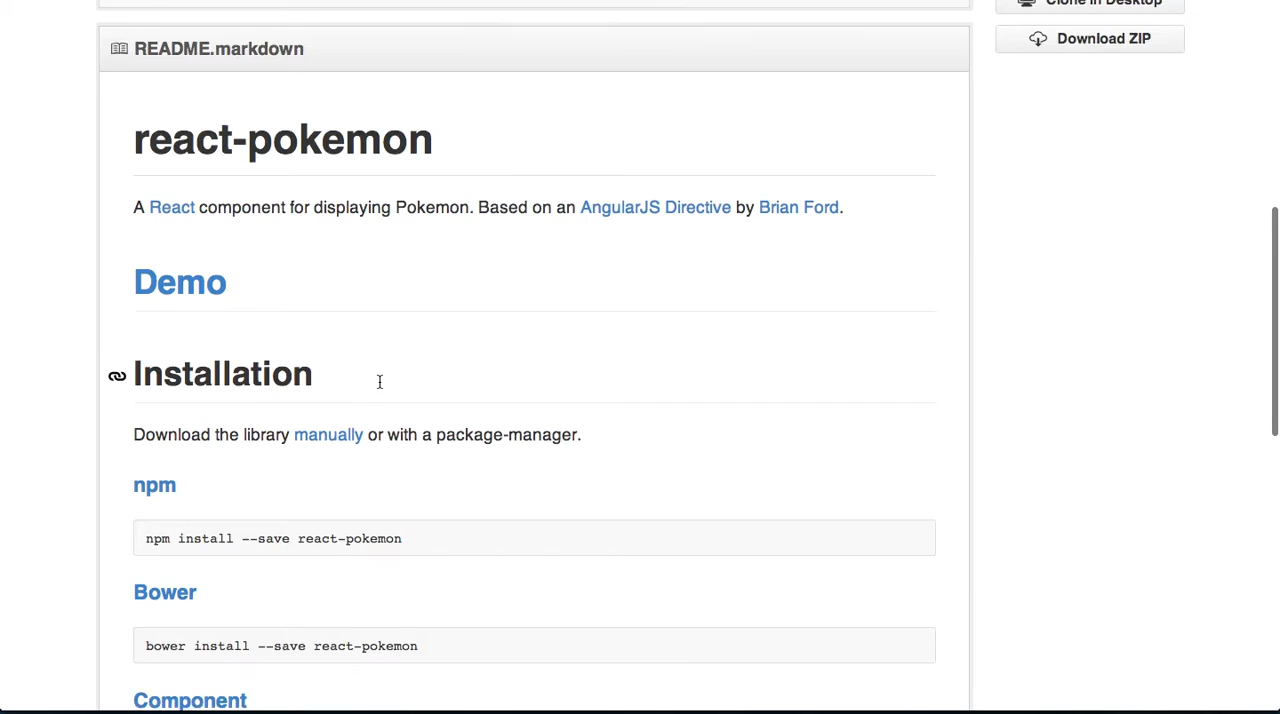 Clone in Desktop
Download ZIP
README.markdown
react-pokemon
A React component for displaying Pokemon. Based on an AngularJS Directive by Brian Ford.
Demo
Installation
Download the library manually or with a package-manager.
npm
npm install --save react-pokemon
Bower
bower install --save react-pokemon
Component